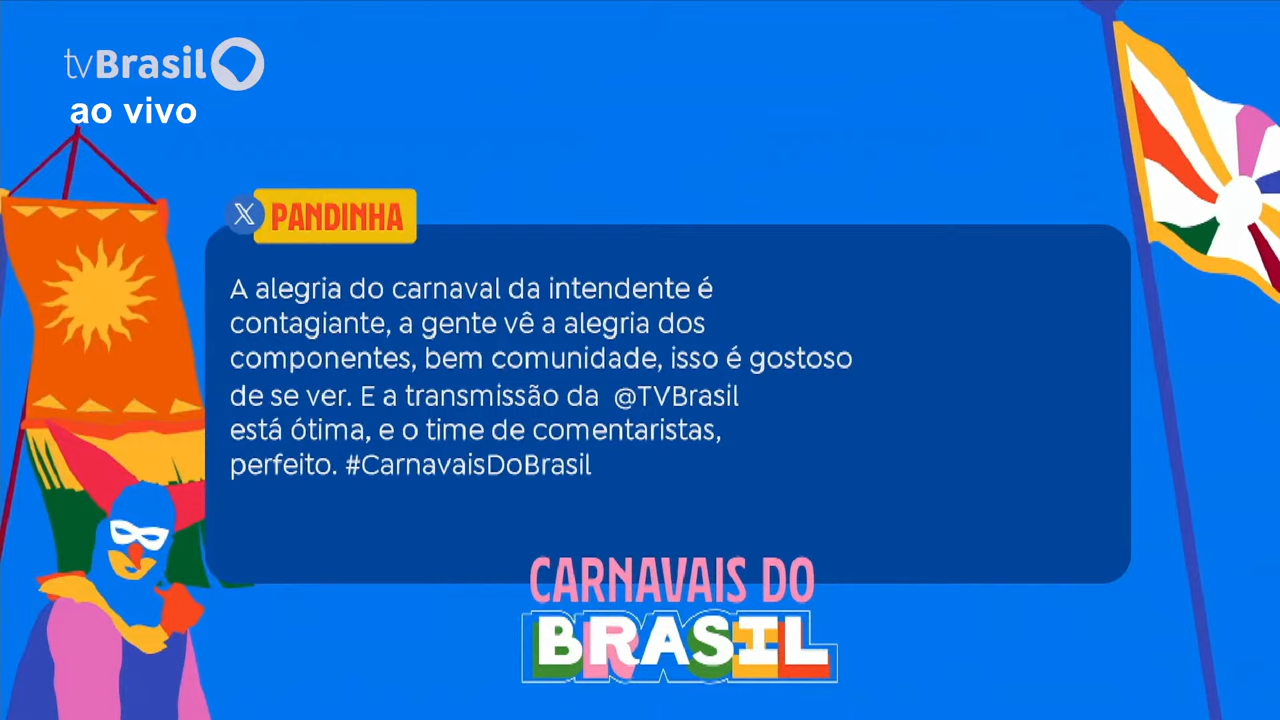 tvBrasil
ao vivo
X PANDINHA
A alegria do carnaval da intendente é
contagiante, a gente vê a alegria dos
componentes, bem comunidade, isso é gostoso
de se ver. E a transmissão da @TVBrasil
está ótima, e o time de comentaristas,
perfeito. #CarnavaisDoBrasil
CARNAVAIS DO
BRASIL